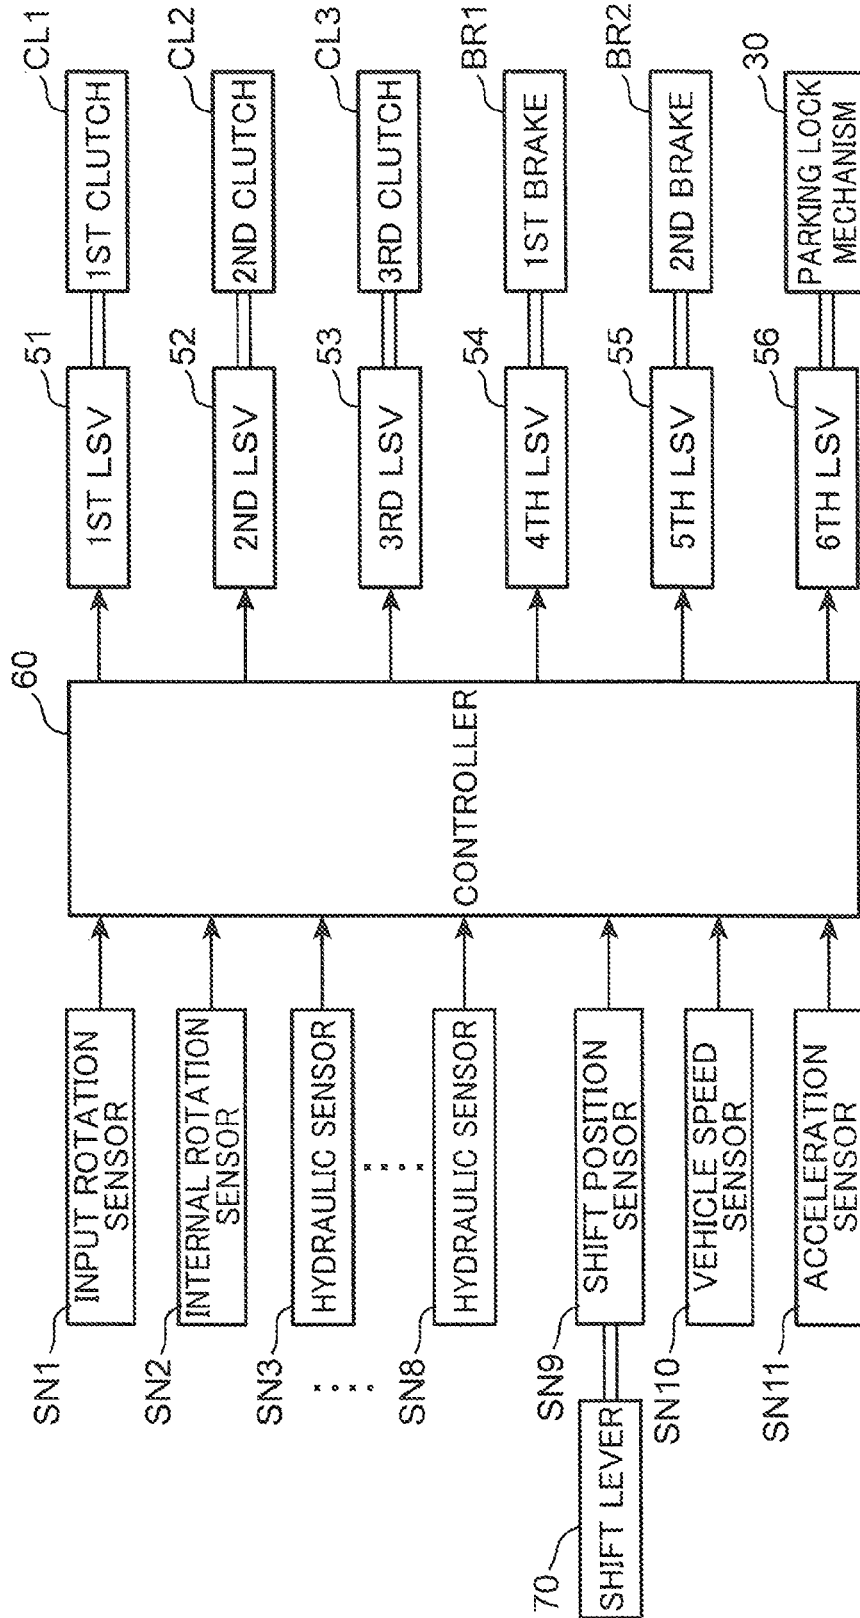 SN1
INPUT ROTATION
SENSOR
SN2
INTERNAL ROTATION
SENSOR
SN3
HYDRAULIC SENSOR
SN8
HYDRAULIC SENSOR
70
SHIFT LEVER
SN9
SHIFT POSITION
SENSOR
SN10
VEHICLE SPEED
SENSOR
SN11
ACCELERATION
SENSOR
60
CONTROLLER
51
1ST LSV
CL1
1ST CLUTCH
52
2ND LSV
CL2
2ND CLUTCH
53
3RD LSV
CL3
3RD CLUTCH
54
4TH LSV
BR1
1ST BRAKE
55
5TH LSV
BR2
2ND BRAKE
56
6TH LSV
30
PARKING LOCK
MECHANISM